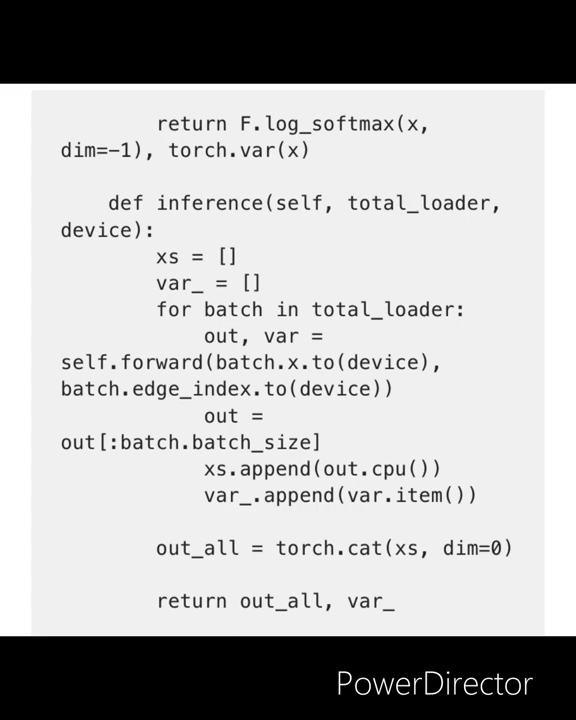 return F.log_softmax(x,
dim=-1), torch.var(x)
def inference(self, total_loader,
device):
xs = []
var_ = []
for batch in total_loader:
out, var =
self.forward(batch.x.to(device),
batch.edge_index.to(device))
out =
out[:batch.batch_size]
xs.append(out.cpu())
var_.append(var.item())
out_all = torch.cat(xs, dim=0)
return out_all, var_
PowerDirector